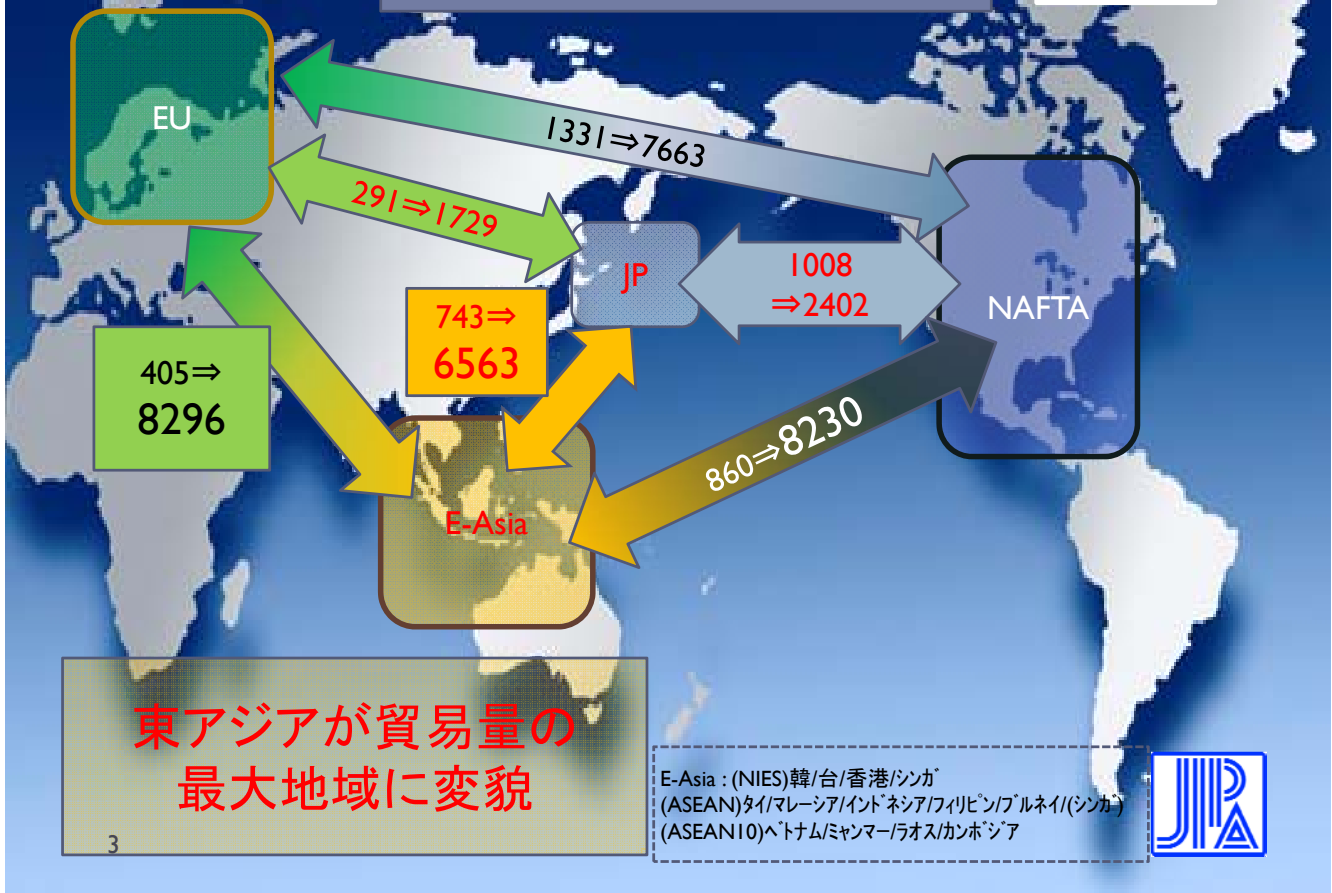 EU
1331⇒7663
291⇒1729
JP
1008
⇒2402
NAFTA
743⇒
6563
405⇒
8296
860⇒8230
E-Asia
東アジアが貿易量の
最大地域に変貌
E-Asia : (NIES)韓/台/香港/シンガ
(ASEAN)タイ/マレーシア/インドネシア/フィリピン/ブルネイ/(シンガ)
(ASEAN10)ベトナム/ミャンマー/ラオス/カンボジア
3
JPA